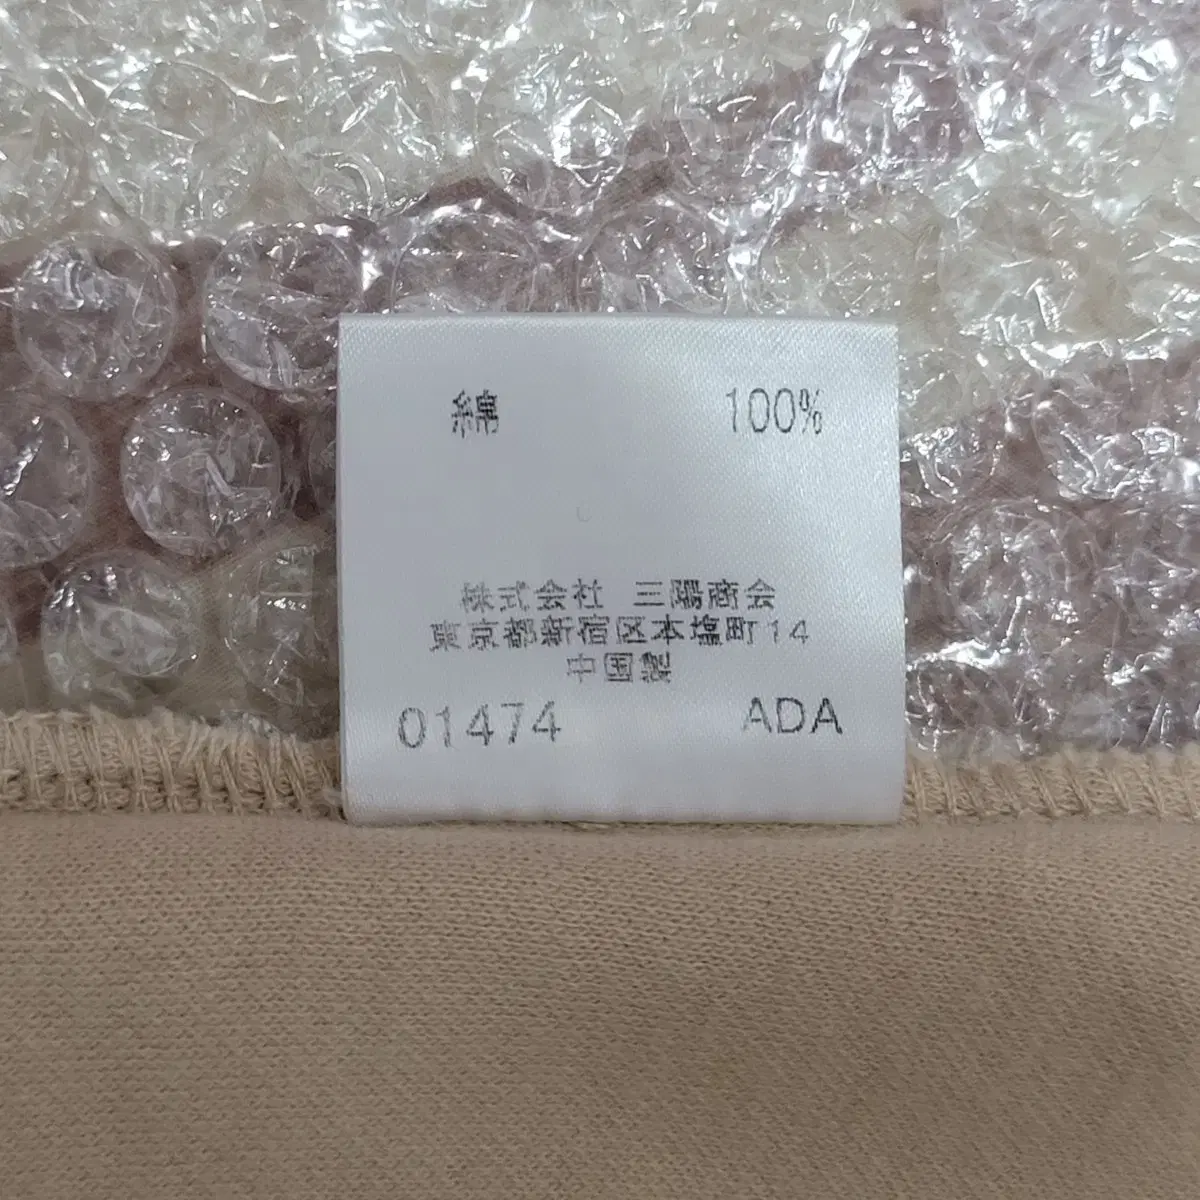 綿 100%
株式会社 三陽商会
東京都新宿区本塩町14
中国製
01474 ADA